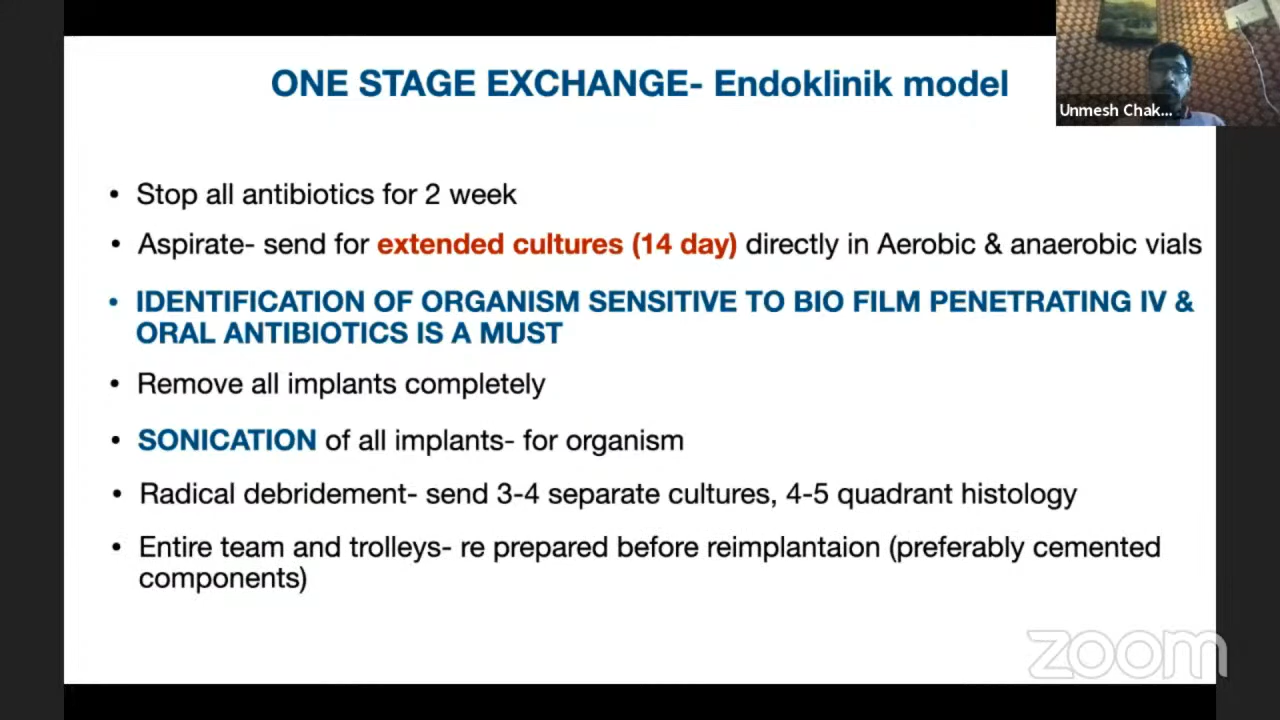 ONE STAGE EXCHANGE- Endoklinik model
Unmesh Chak...
• Stop all antibiotics for 2 week
• Aspirate- send for extended cultures (14 day) directly in Aerobic & anaerobic vials
• IDENTIFICATION OF ORGANISM SENSITIVE TO BIO FILM PENETRATING IV &
ORAL ANTIBIOTICS IS A MUST
• Remove all implants completely
• SONICATION of all implants- for organism
• Radical debridement- send 3-4 separate cultures, 4-5 quadrant histology
• Entire team and trolleys- re prepared before reimplantaion (preferably cemented
components)
zoom